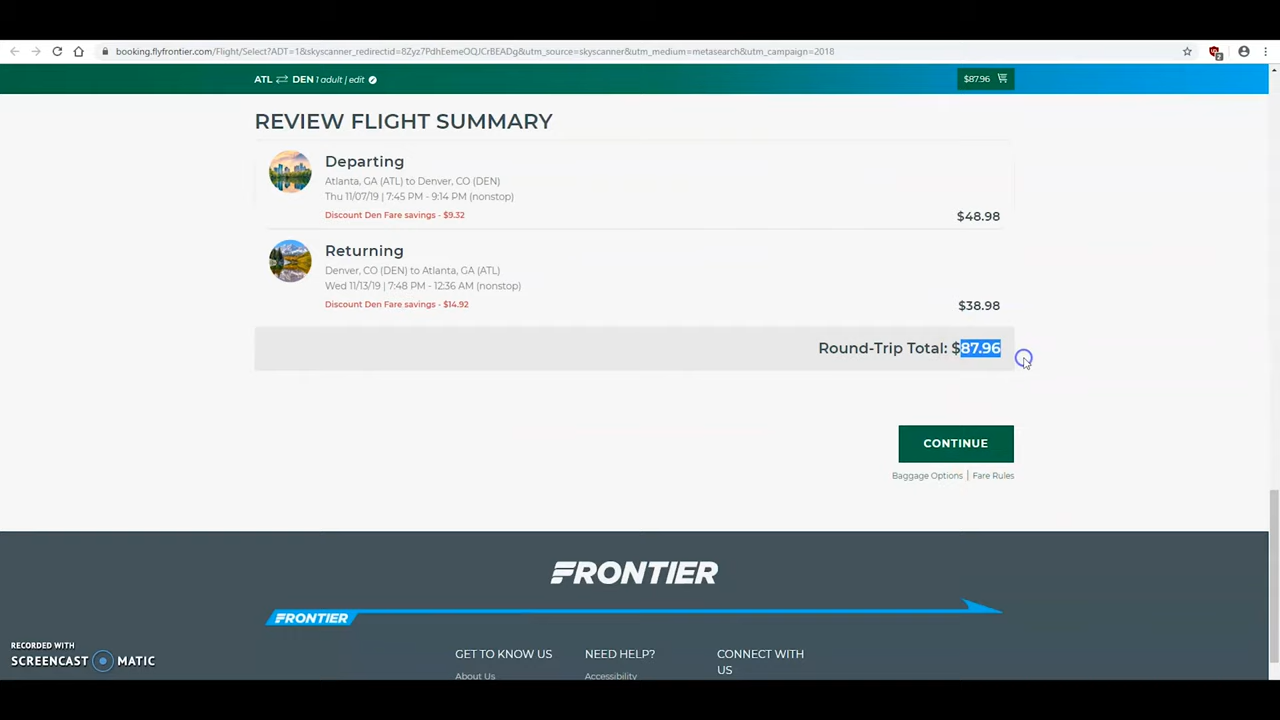 booking.flyfrontier.com/Flight/Select?ADT=1&skyscanner_redirectid=8Zyz7PdhEemeOQJCrBEADg&utm_source=skyscanner&utm_medium=metasearch&utm_campaign=2018
ATL ⇄ DEN 1 adult | edit
$87.96
REVIEW FLIGHT SUMMARY
Departing
Atlanta, GA (ATL) to Denver, CO (DEN)
Thu 11/07/19 | 7:45 PM - 9:14 PM (nonstop)
Discount Den Fare savings - $9.32
$48.98
Returning
Denver, CO (DEN) to Atlanta, GA (ATL)
Wed 11/13/19 | 7:48 PM - 12:36 AM (nonstop)
Discount Den Fare savings - $14.92
$38.98
Round-Trip Total: $87.96
CONTINUE
Baggage Options | Fare Rules
FRONTIER
FRONTIER
RECORDED WITH
SCREENCAST MATIC
GET TO KNOW US
About Us
NEED HELP?
Accessibility
CONNECT WITH
US